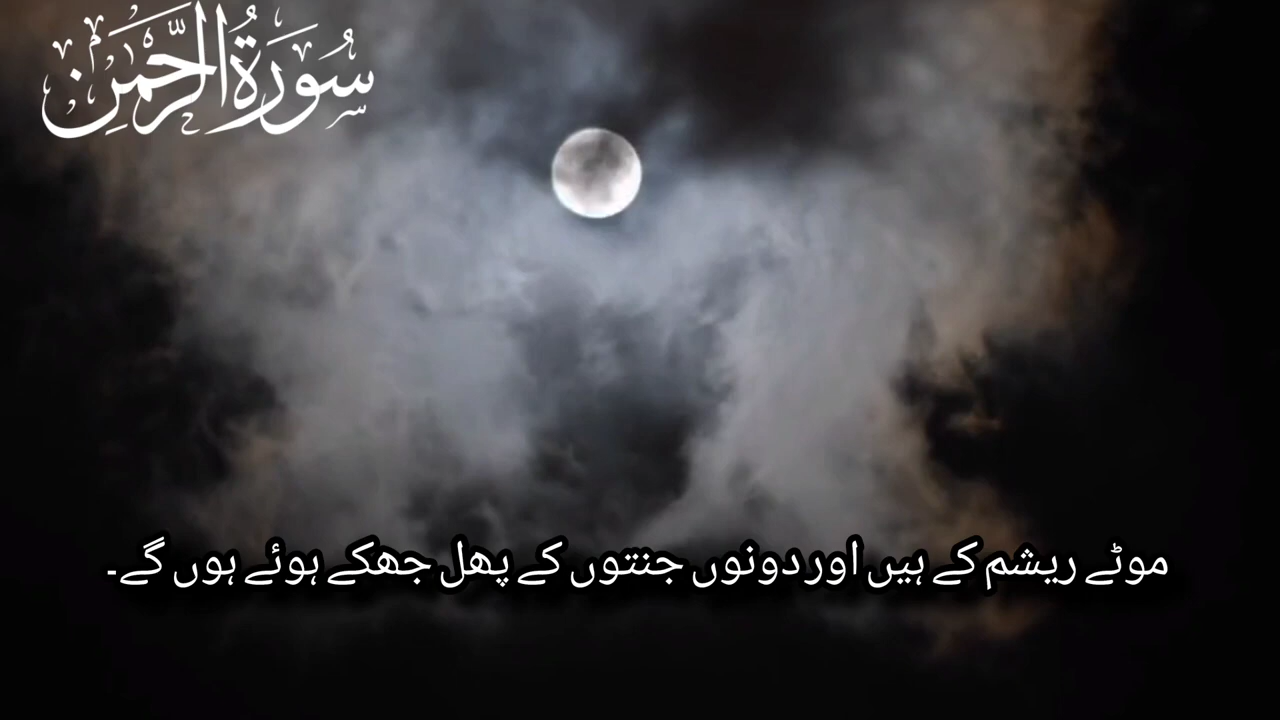 سُورَةُ الرَّحْمٰن
موٹے ریشم کے ہیں اور دونوں جنتوں کے پھل جھکے ہوئے ہوں گے۔